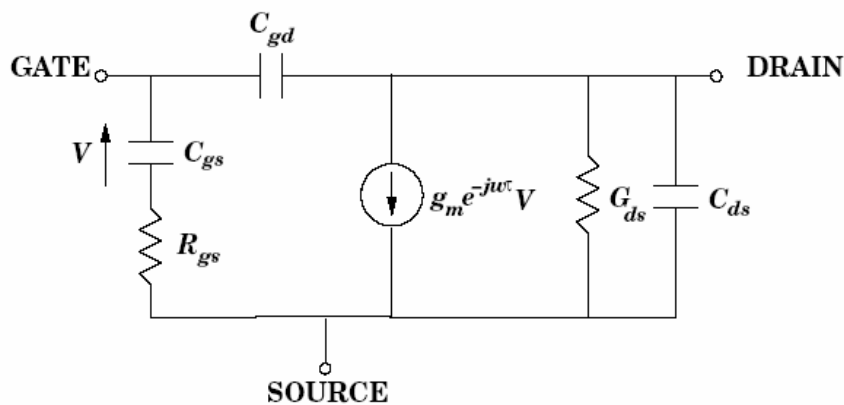 C_gd
GATE
DRAIN
V
C_gs
g_m e^{-jwτ} V
G_ds
C_ds
R_gs
SOURCE